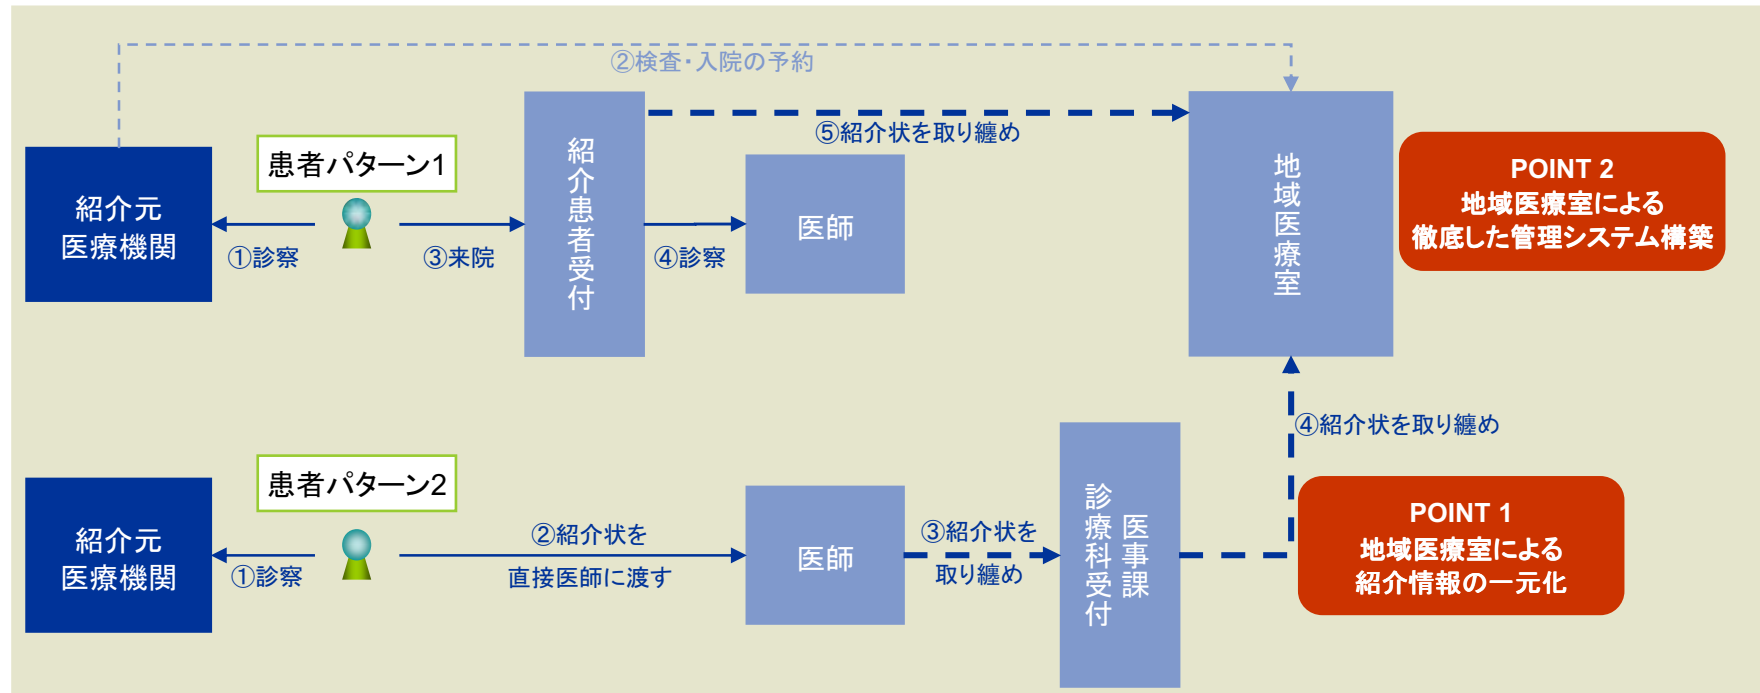 ②検査・入院の予約
患者パターン1
紹介元
医療機関
①診察
③来院
紹介患者受付
④診察
医師
⑤紹介状を取り纏め
地域医療室
POINT 2
地域医療室による
徹底した管理システム構築
患者パターン2
紹介元
医療機関
①診察
②紹介状を
直接医師に渡す
医師
③紹介状を
取り纏め
医事課
診療科受付
④紹介状を取り纏め
POINT 1
地域医療室による
紹介情報の一元化